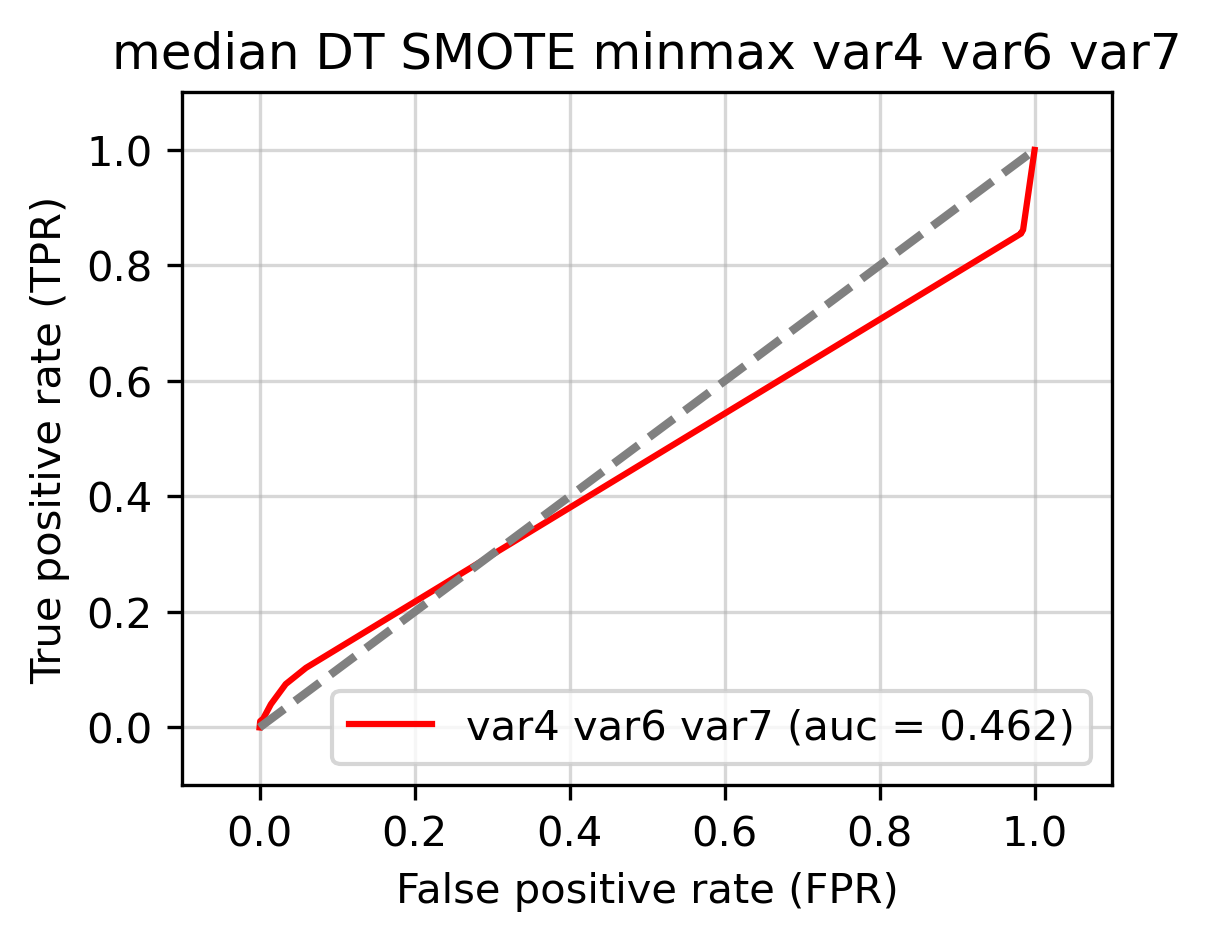 median DT SMOTE minmax var4 var6 var7
True positive rate (TPR)
1.0
0.8
0.6
0.4
0.2
0.0
var4 var6 var7 (auc = 0.462)
0.0 0.2 0.4 0.6 0.8 1.0
False positive rate (FPR)